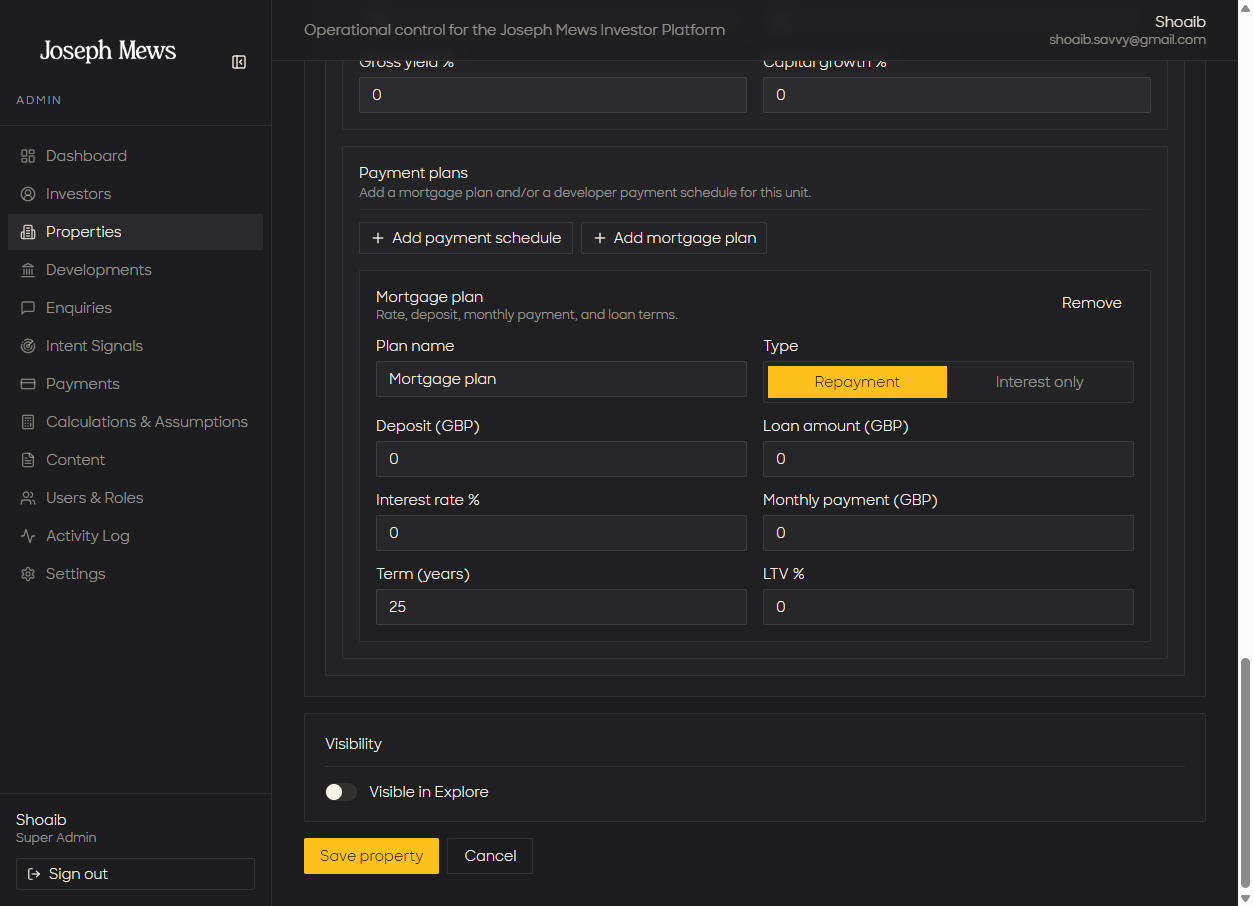 Joseph Mews
ADMIN
Dashboard
Investors
Properties
Developments
Enquiries
Intent Signals
Payments
Calculations & Assumptions
Content
Users & Roles
Activity Log
Settings
Shoaib
Super Admin
Sign out
Operational control for the Joseph Mews Investor Platform
Shoaib
shoaib.savvy@gmail.com
Gross yield % Capital growth %
0 0
Payment plans
Add a mortgage plan and/or a developer payment schedule for this unit.
+ Add payment schedule + Add mortgage plan
Mortgage plan
Rate, deposit, monthly payment, and loan terms.
Remove
Plan name Type
Mortgage plan Repayment Interest only
Deposit (GBP) Loan amount (GBP)
0 0
Interest rate % Monthly payment (GBP)
0 0
Term (years) LTV %
25 0
Visibility
Visible in Explore
Save property Cancel